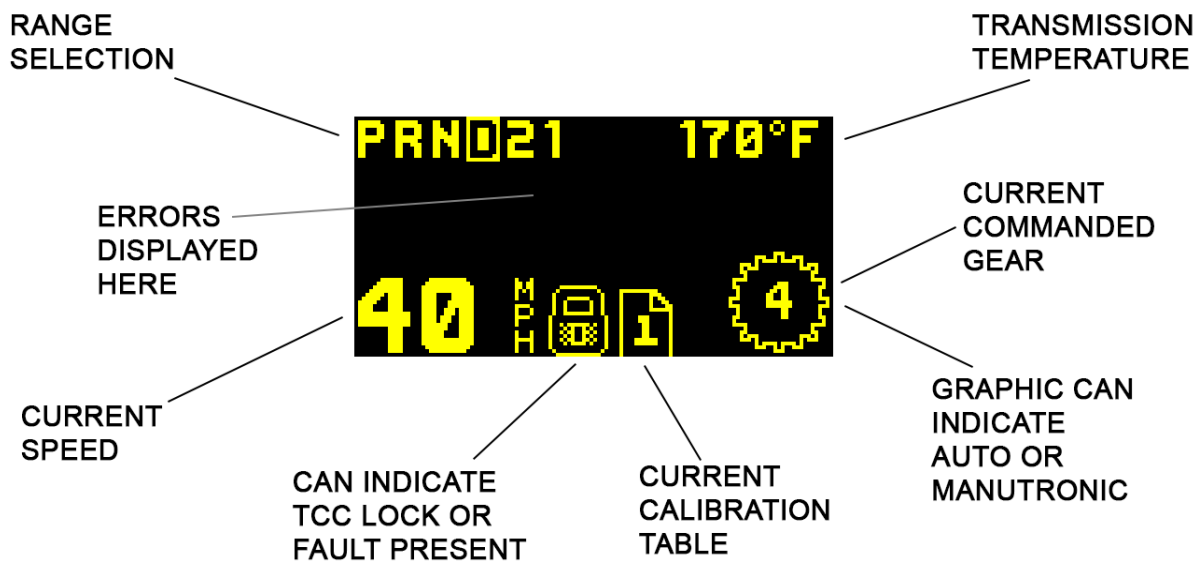 RANGE
SELECTION
TRANSMISSION
TEMPERATURE
PRND21
170°F
ERRORS
DISPLAYED
HERE
CURRENT
COMMANDED
GEAR
40
MPH
1
4
CURRENT
SPEED
CAN INDICATE
TCC LOCK OR
FAULT PRESENT
CURRENT
CALIBRATION
TABLE
GRAPHIC CAN
INDICATE
AUTO OR
MANUTRONIC